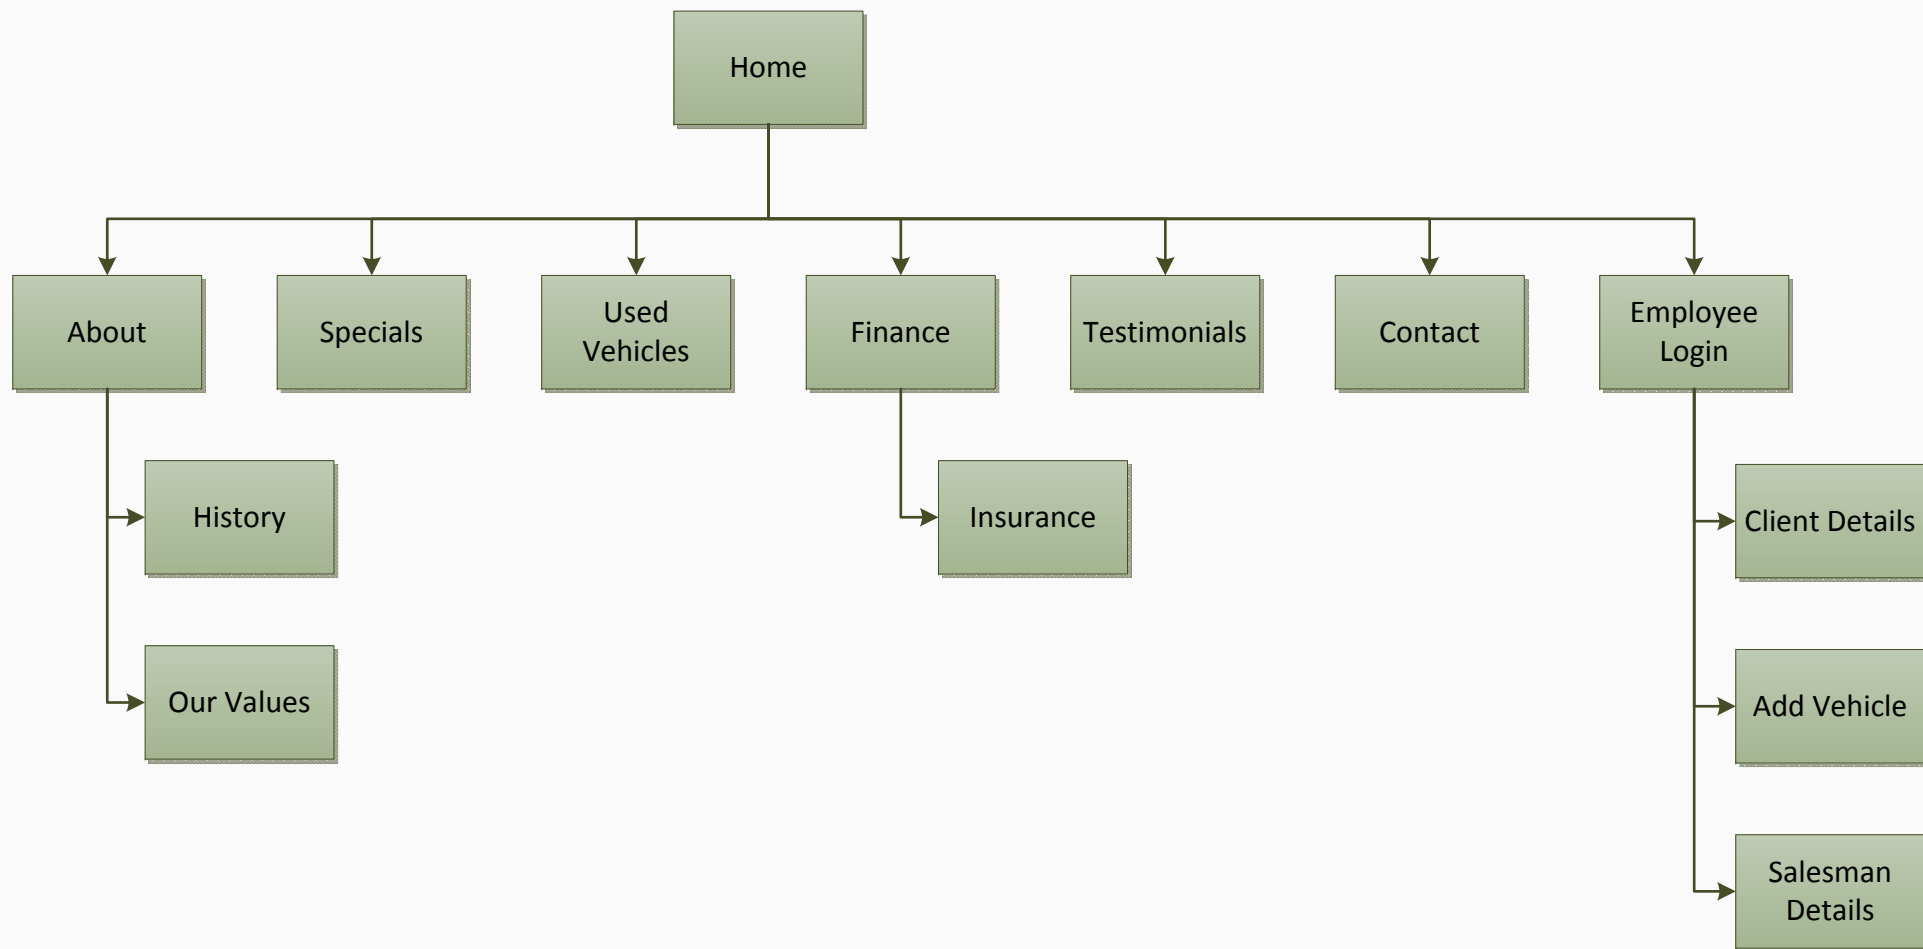 Home
About
Specials
Used
Vehicles
Finance
Testimonials
Contact
Employee
Login
History
Insurance
Client Details
Our Values
Add Vehicle
Salesman
Details